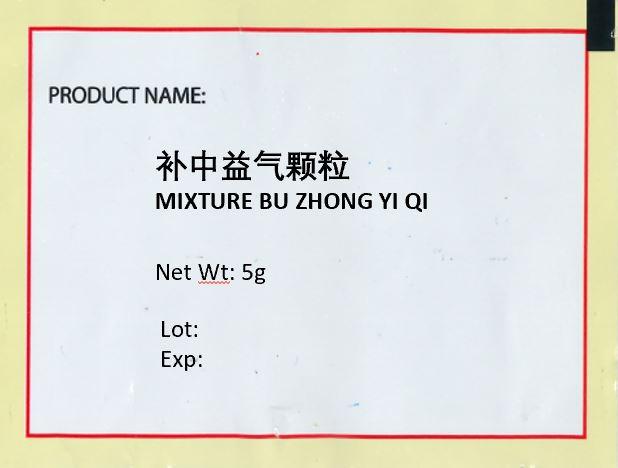 PRODUCT NAME:
补中益气颗粒
MIXTURE BU ZHONG YI QI
Net Wt: 5g
Lot:
Exp: